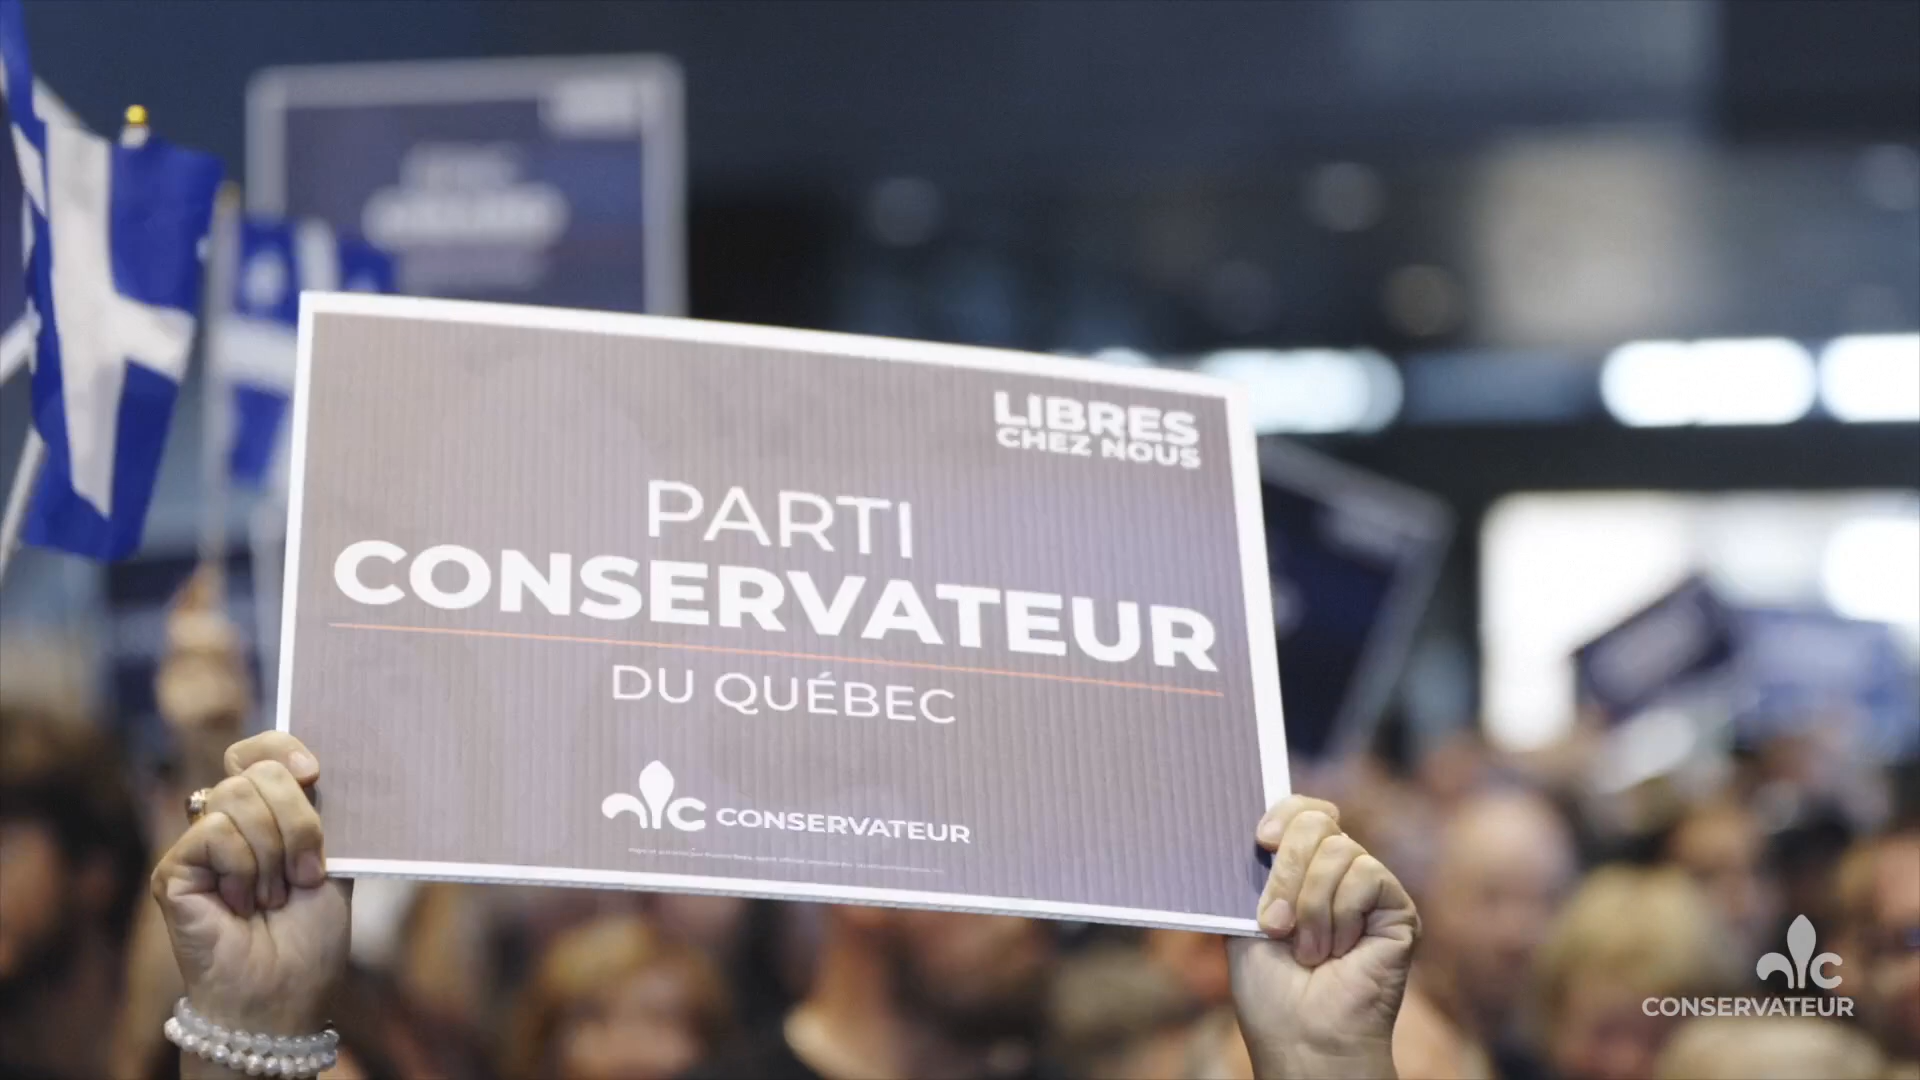 LIBRES
CHEZ NOUS
PARTI
CONSERVATEUR
DU QUÉBEC
C CONSERVATEUR
C
CONSERVATEUR